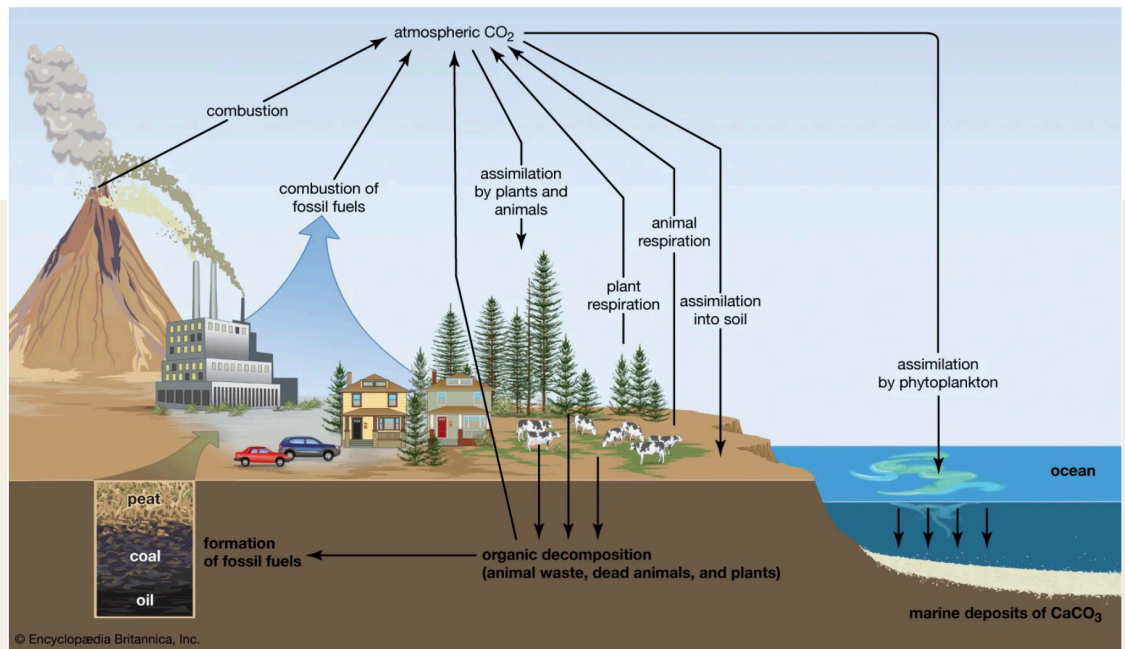 atmospheric CO₂
combustion
combustion of
fossil fuels
assimilation
by plants and
animals
animal
respiration
plant
respiration
assimilation
into soil
assimilation
by phytoplankton
ocean
peat
coal
oil
formation
of fossil fuels
organic decomposition
(animal waste, dead animals, and plants)
marine deposits of CaCO₃
© Encyclopædia Britannica, Inc.